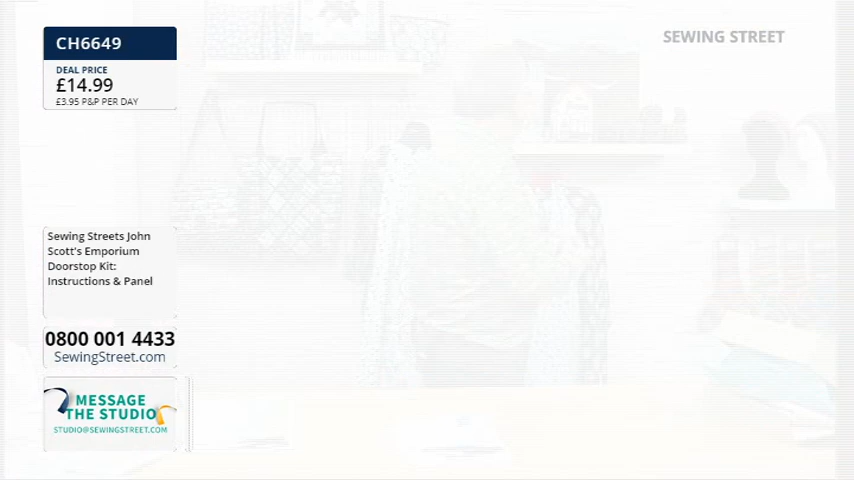 CH6649
SEWING STREET
DEAL PRICE
£14.99
£3.95 P&P PER DAY
Sewing Streets John
Scott's Emporium
Doorstop Kit:
Instructions & Panel
0800 001 4433
SewingStreet.com
MESSAGE
THE STUDIO
STUDIO@SEWINGSTREET.COM